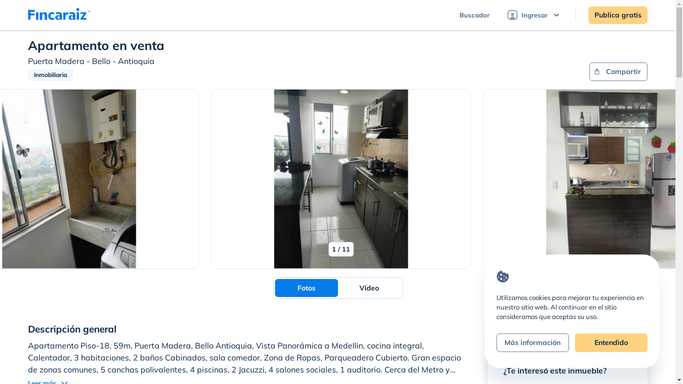 Fincaraiz
Buscador
Ingresar
Publica gratis
Apartamento en venta
Puerta Madera - Bello - Antioquia
Inmobiliaria
Compartir
1 / 11
Fotos
Video
Utilizamos cookies para mejorar tu experiencia en
nuestro sitio web. Al continuar en el sitio
consideramos que aceptas su uso.
Más información
Entendido
Descripción general
Apartamento Piso-18, 59m, Puerta Madera, Bello Antioquia, Vista Panorámica a Medellin, cocina integral,
Calentador, 3 habitaciones, 2 baños Cabinados, sala comedor, Zona de Ropas, Parqueadero Cubierto. Gran espacio
de zonas comunes, 5 canchas polivalentes, 4 piscinas, 2 Jacuzzi, 4 salones sociales, 1 auditorio. Cerca del Metro y...
Leer más
¿Te interesó este inmueble?